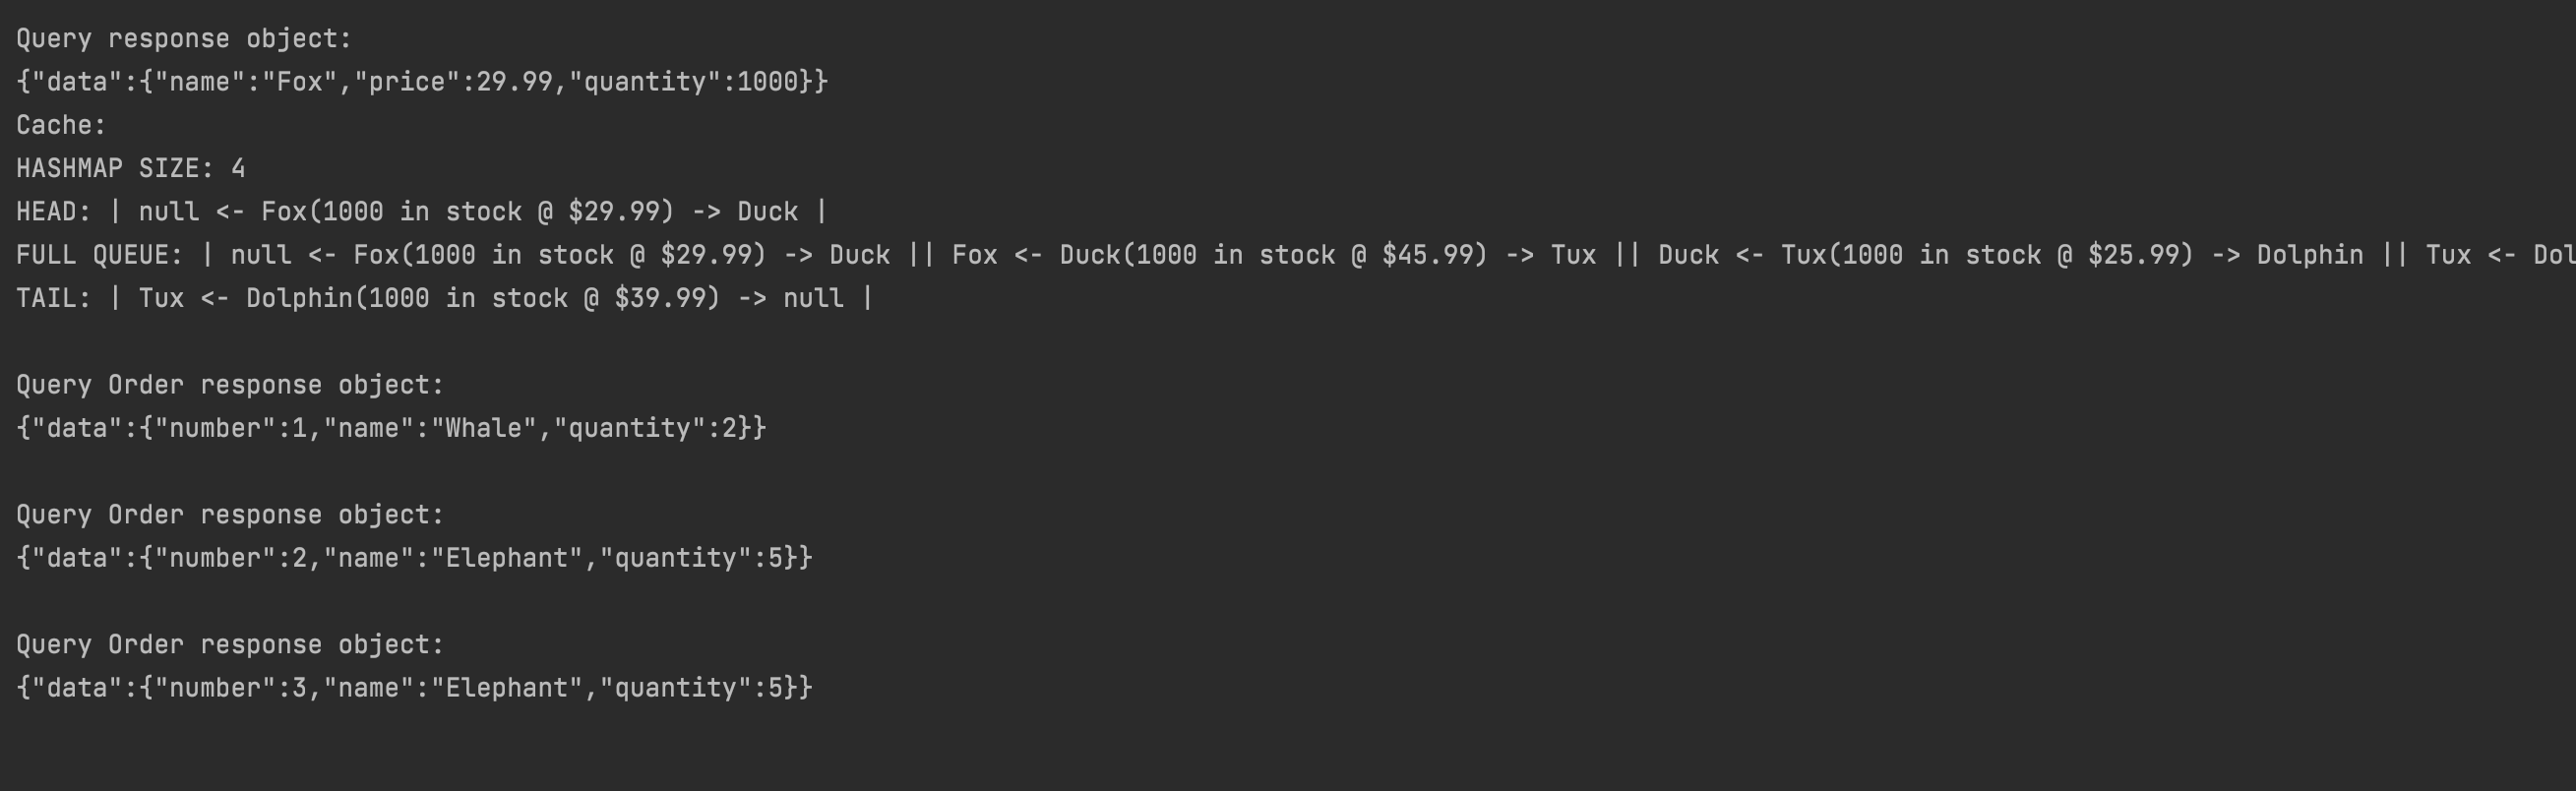 Query response object:
{"data":{"name":"Fox","price":29.99,"quantity":1000}}
Cache:
HASHMAP SIZE: 4
HEAD: | null <- Fox(1000 in stock @ $29.99) -> Duck |
FULL QUEUE: | null <- Fox(1000 in stock @ $29.99) -> Duck || Fox <- Duck(1000 in stock @ $45.99) -> Tux || Duck <- Tux(1000 in stock @ $25.99) -> Dolphin || Tux <- Dol
TAIL: | Tux <- Dolphin(1000 in stock @ $39.99) -> null |
Query Order response object:
{"data":{"number":1,"name":"Whale","quantity":2}}
Query Order response object:
{"data":{"number":2,"name":"Elephant","quantity":5}}
Query Order response object:
{"data":{"number":3,"name":"Elephant","quantity":5}}